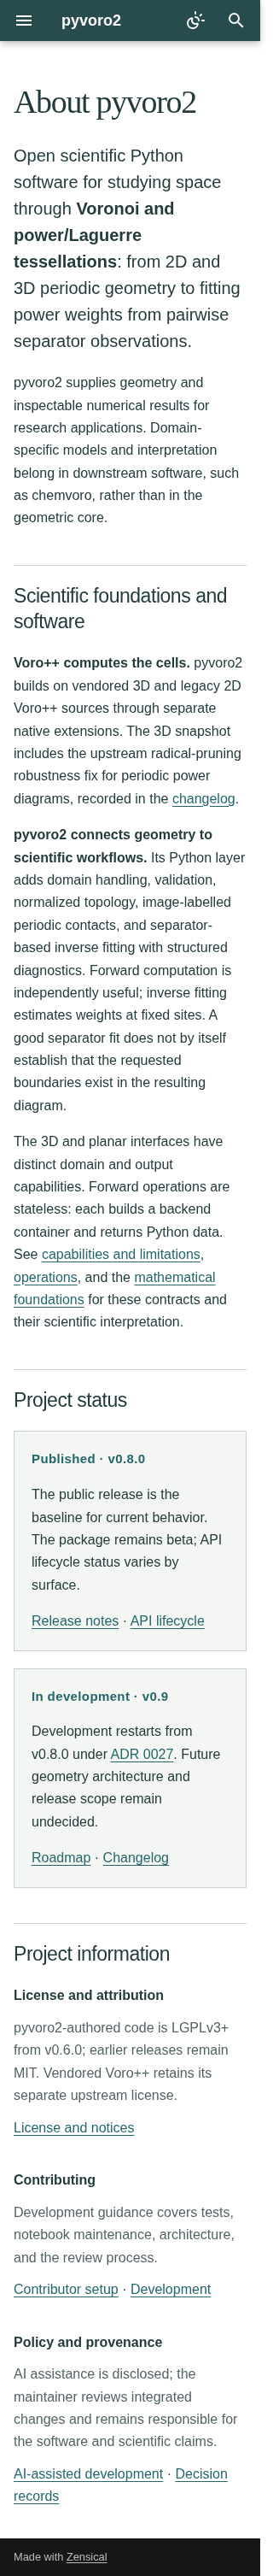 pyvoro2
About pyvoro2
Open scientific Python
software for studying space
through Voronoi and
power/Laguerre
tessellations: from 2D and
3D periodic geometry to fitting
power weights from pairwise
separator observations.
pyvoro2 supplies geometry and
inspectable numerical results for
research applications. Domain-
specific models and interpretation
belong in downstream software, such
as chemvoro, rather than in the
geometric core.
Scientific foundations and
software
Voro++ computes the cells. pyvoro2
builds on vendored 3D and legacy 2D
Voro++ sources through separate
native extensions. The 3D snapshot
includes the upstream radical-pruning
robustness fix for periodic power
diagrams, recorded in the changelog.
pyvoro2 connects geometry to
scientific workflows. Its Python layer
adds domain handling, validation,
normalized topology, image-labelled
periodic contacts, and separator-
based inverse fitting with structured
diagnostics. Forward computation is
independently useful; inverse fitting
estimates weights at fixed sites. A
good separator fit does not by itself
establish that the requested
boundaries exist in the resulting
diagram.
The 3D and planar interfaces have
distinct domain and output
capabilities. Forward operations are
stateless: each builds a backend
container and returns Python data.
See capabilities and limitations,
operations, and the mathematical
foundations for these contracts and
their scientific interpretation.
Project status
Published · v0.8.0
The public release is the
baseline for current behavior.
The package remains beta; API
lifecycle status varies by
surface.
Release notes · API lifecycle
In development · v0.9
Development restarts from
v0.8.0 under ADR 0027. Future
geometry architecture and
release scope remain
undecided.
Roadmap · Changelog
Project information
License and attribution
pyvoro2-authored code is LGPLv3+
from v0.6.0; earlier releases remain
MIT. Vendored Voro++ retains its
separate upstream license.
License and notices
Contributing
Development guidance covers tests,
notebook maintenance, architecture,
and the review process.
Contributor setup · Development
Policy and provenance
AI assistance is disclosed; the
maintainer reviews integrated
changes and remains responsible for
the software and scientific claims.
AI-assisted development · Decision
records
Made with Zensical